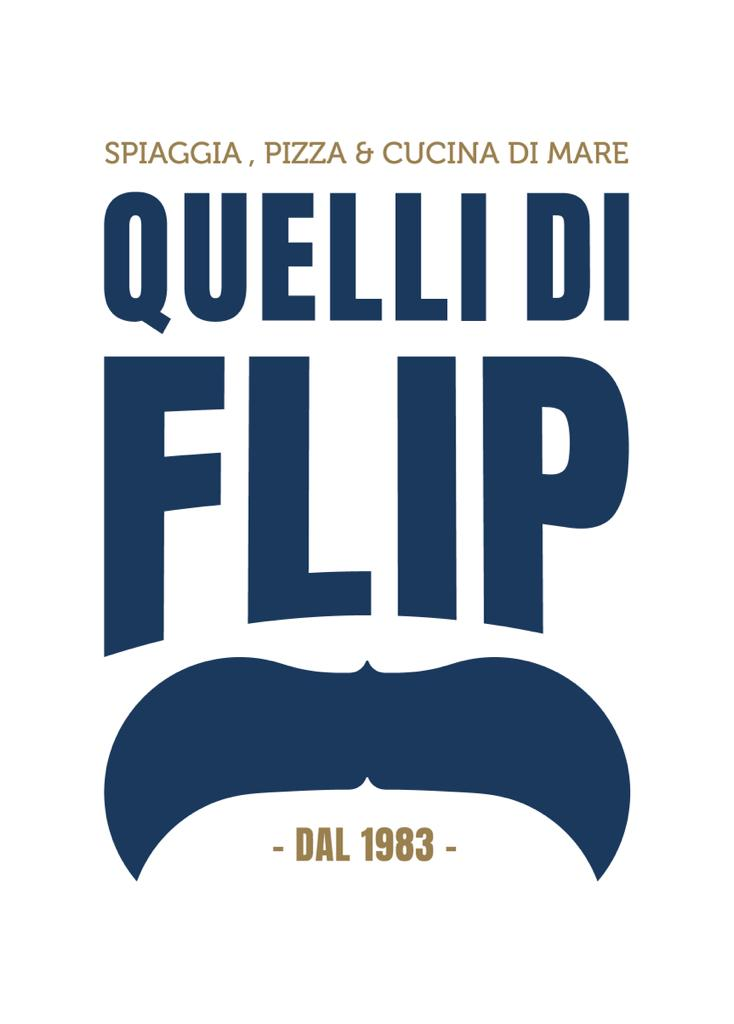 SPIAGGIA , PIZZA & CUCINA DI MARE
QUELLI DI
FLIP
- DAL 1983 -